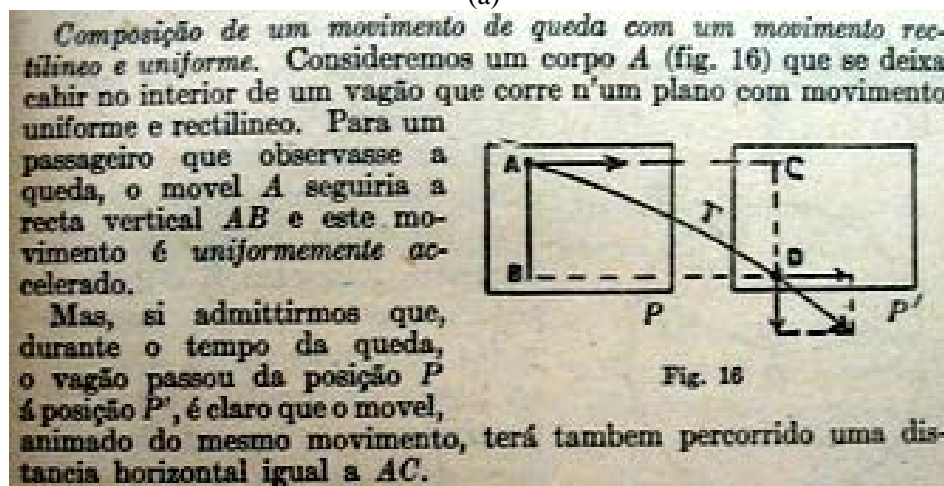 (a)
Composição de um movimento de queda com um movimento rec-
tilineo e uniforme. Consideremos um corpo A (fig. 16) que se deixa
cahir no interior de um vagão que corre n'um plano com movimento
uniforme e rectilineo. Para um
passageiro que observasse a
queda, o movel A seguiria a
recta vertical AB e este mo-
vimento é uniformemente ac-
celerado.
Mas, si admittirmos que,
durante o tempo da queda,
o vagão passou da posição P
á posição P', é claro que o movel,
animado do mesmo movimento, terá tambem percorrido uma dis-
tancia horizontal igual a AC.
A
C
T
B
D
P
P'
Fig. 16